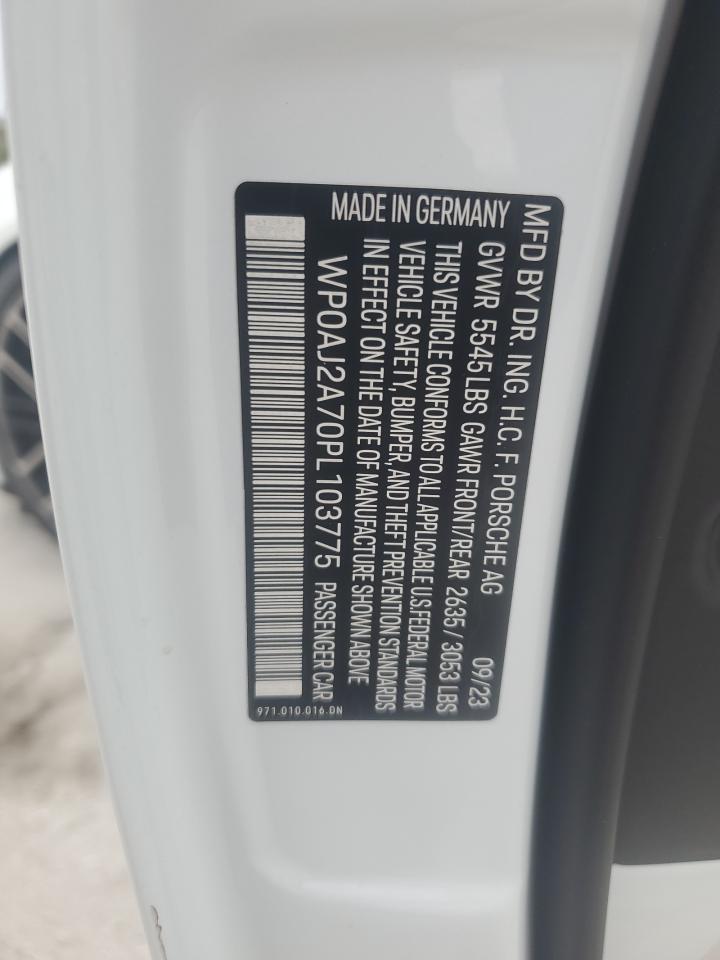 MFD BY DR. ING. H.C. F. PORSCHE AG 09/23
GVWR 5545 LBS GAWR FRONT/REAR 2635 / 3053 LBS
THIS VEHICLE CONFORMS TO ALL APPLICABLE U.S.FEDERAL MOTOR
VEHICLE SAFETY, BUMPER, AND THEFT PREVENTION STANDARDS
IN EFFECT ON THE DATE OF MANUFACTURE SHOWN ABOVE
WP0AJ2A70PL103775 PASSENGER CAR
MADE IN GERMANY
971.010.016.DN